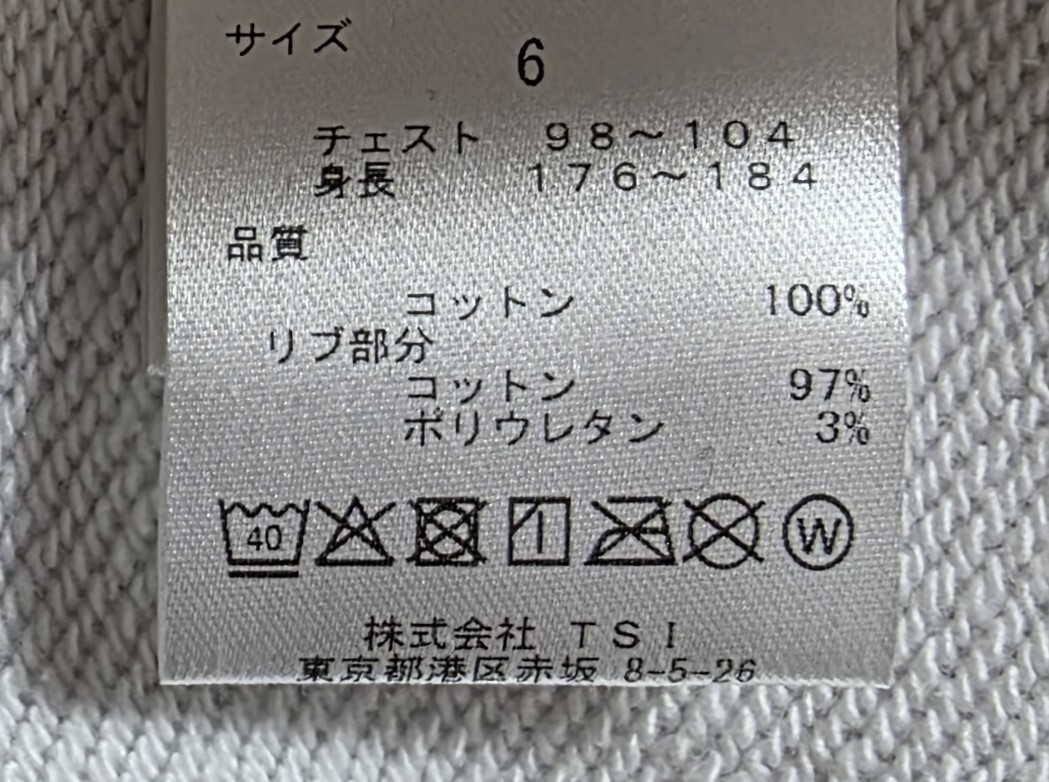 サイズ 6
チェスト 98～104
身長 176～184
品質
コットン 100%
リブ部分
コットン 97%
ポリウレタン 3%
40 W
株式会社 TSI
東京都港区赤坂 8-5-26